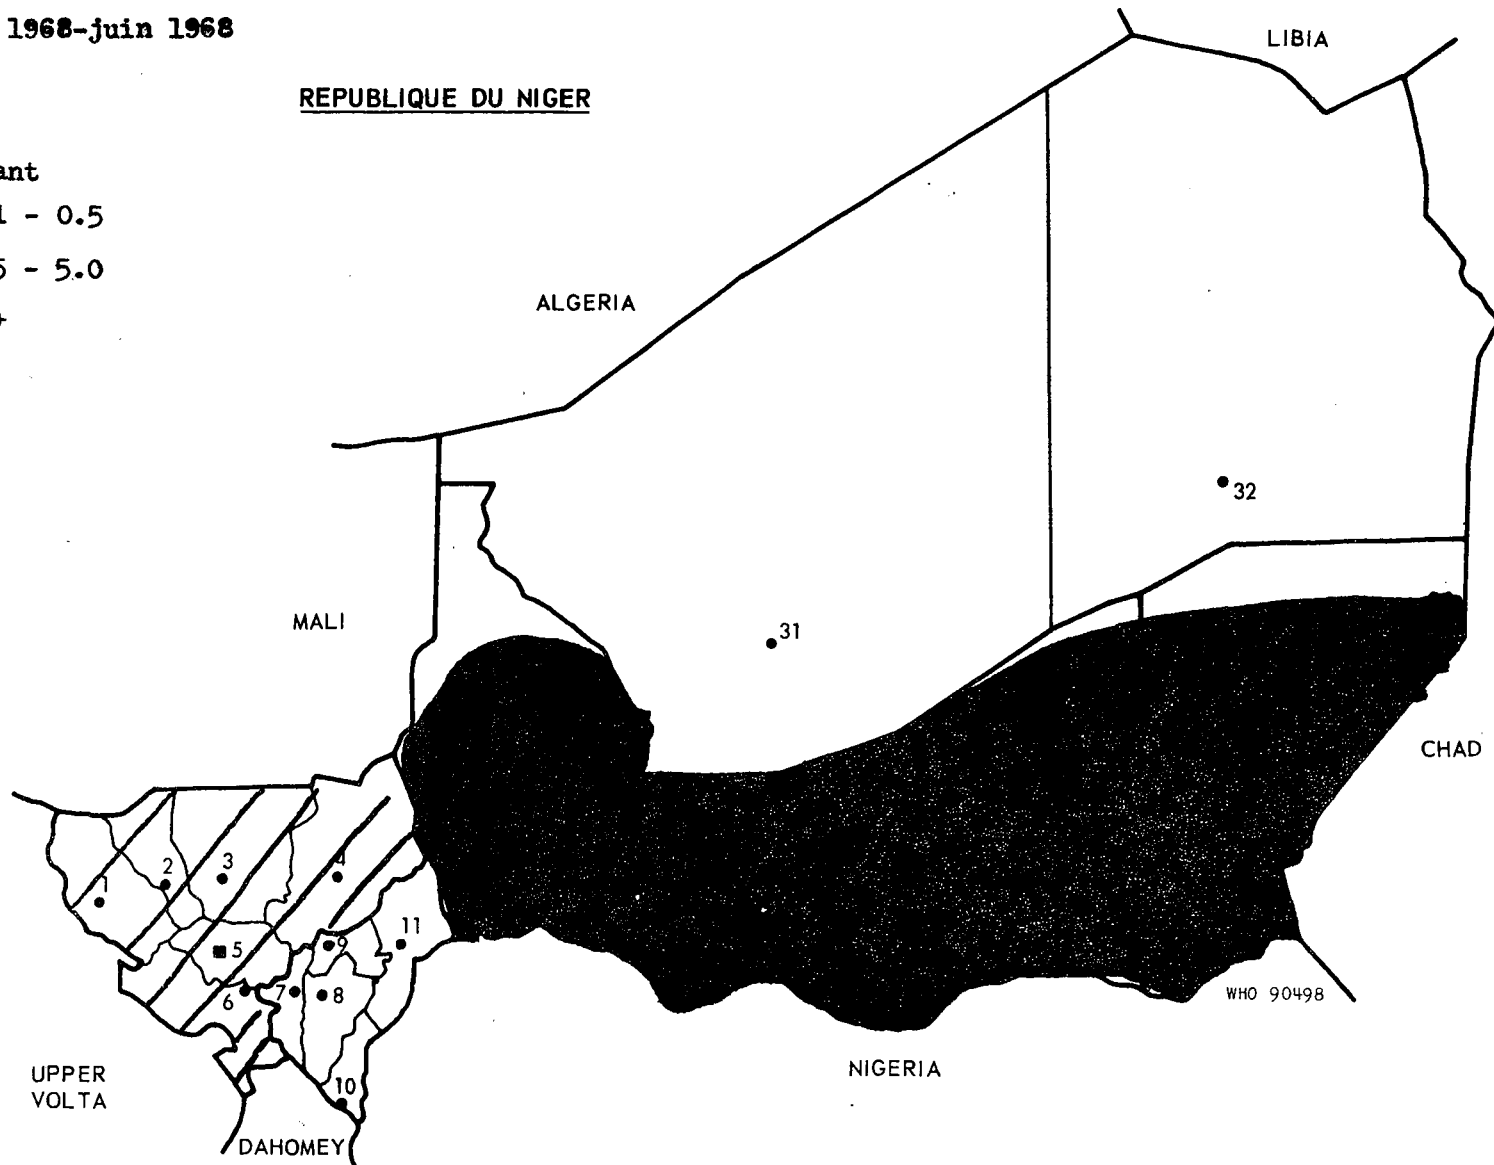 1968-juin 1968
REPUBLIQUE DU NIGER
LIBIA
ant
1 - 0.5
5 - 5.0
+
ALGERIA
32
MALI
31
CHAD
1
2
3
4
5
6
7
8
9
10
11
WHO 90498
NIGERIA
UPPER
VOLTA
DAHOMEY